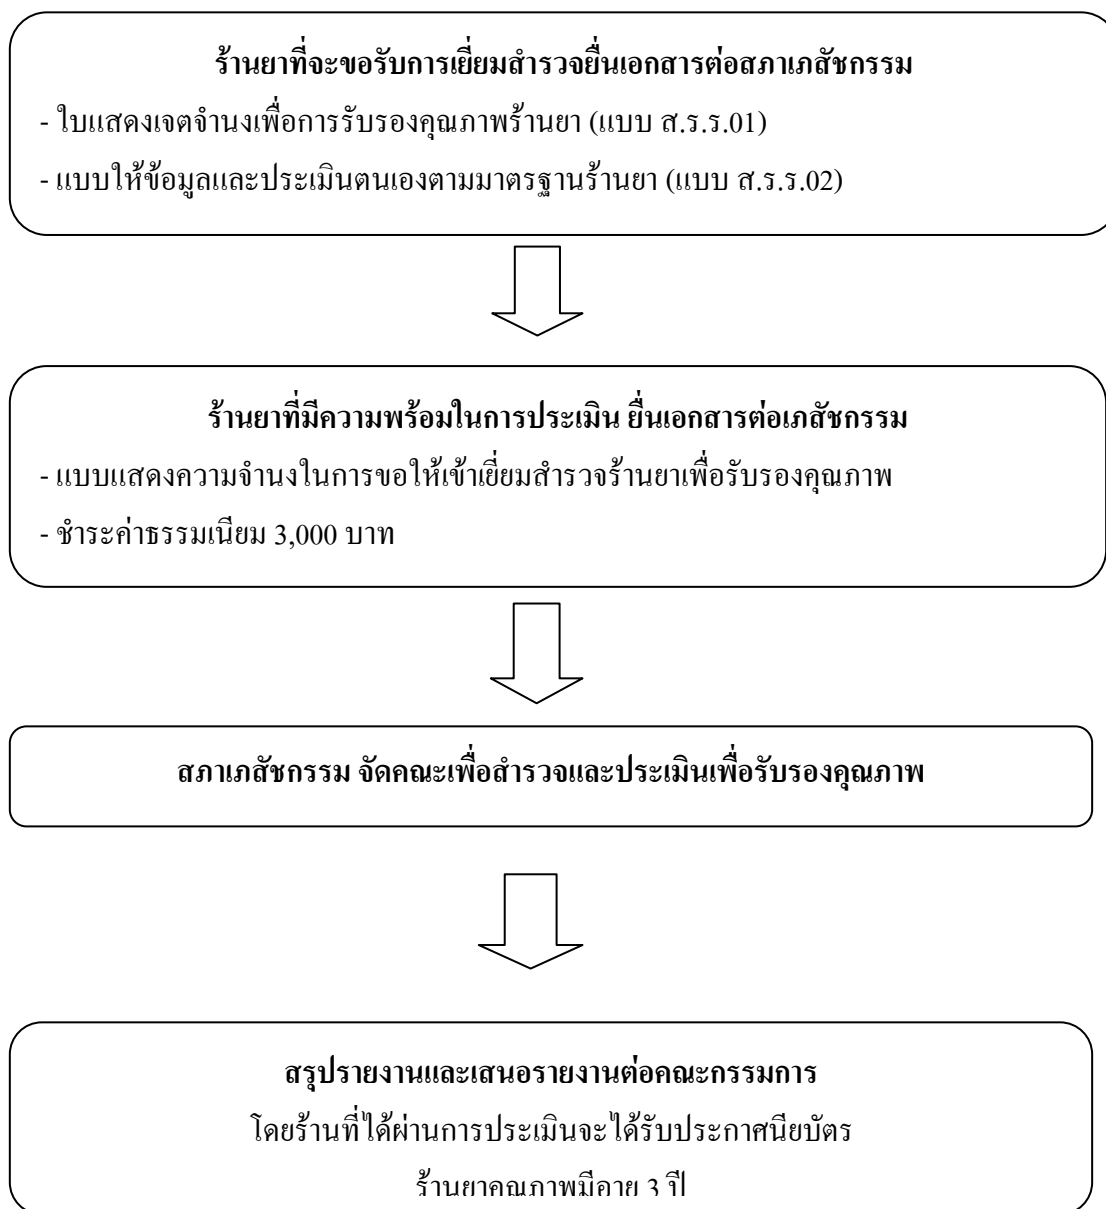 ร้านยาที่จะขอรับการเยี่ยมสำรวจยื่นเอกสารต่อสภาเภสัชกรรม
- ใบแสดงเจตจำนงเพื่อการรับรองคุณภาพร้านยา (แบบ ส.ร.ร.01)
- แบบให้ข้อมูลและประเมินตนเองตามมาตรฐานร้านยา (แบบ ส.ร.ร.02)
ร้านยาที่มีความพร้อมในการประเมิน ยื่นเอกสารต่อเภสัชกรรม
- แบบแสดงความจำนงในการขอให้เข้าเยี่ยมสำรวจร้านยาเพื่อรับรองคุณภาพ
- ชำระค่าธรรมเนียม 3,000 บาท
สภาเภสัชกรรม จัดคณะเพื่อสำรวจและประเมินเพื่อรับรองคุณภาพ
สรุปรายงานและเสนอรายงานต่อคณะกรรมการ
โดยร้านที่ได้ผ่านการประเมินจะได้รับประกาศนียบัตร
ร้านยาคุณภาพมีอายุ 3 ปี